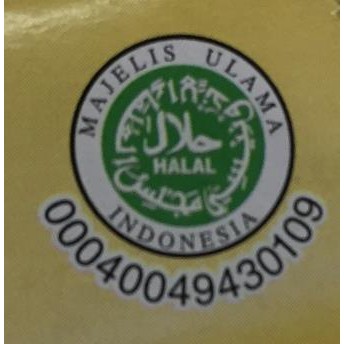 MAJELIS ULAMA
حلال
HALAL
INDONESIA
00040049430109